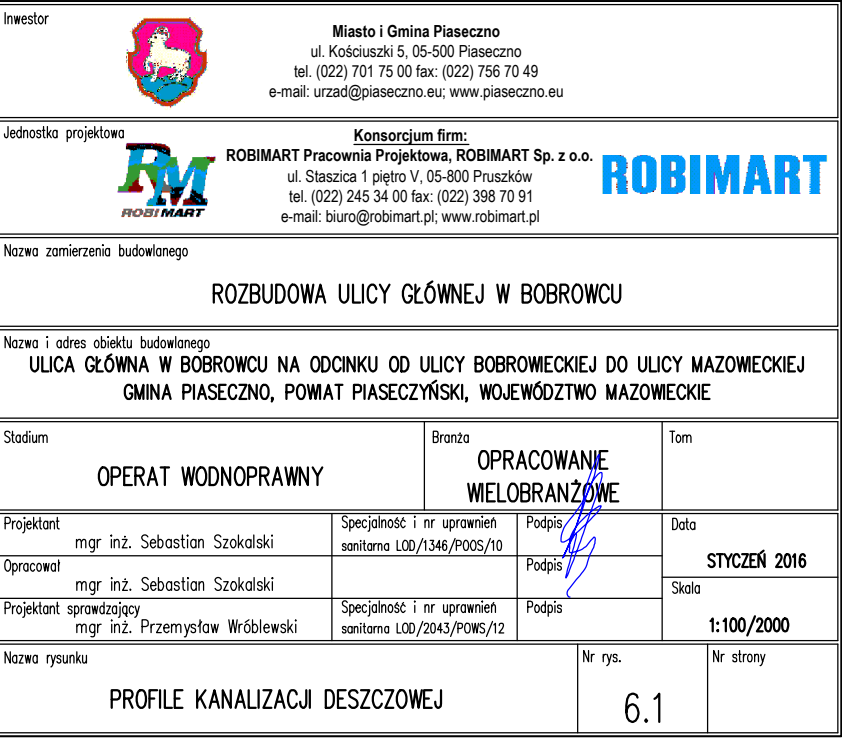 Inwestor
Miasto i Gmina Piaseczno
ul. Kościuszki 5, 05-500 Piaseczno
tel. (022) 701 75 00 fax: (022) 756 70 49
e-mail: urzad@piaseczno.eu; www.piaseczno.eu
Jednostka projektowa
Konsorcjum firm:
ROBIMART Pracownia Projektowa, ROBIMART Sp. z o.o.
ul. Staszica 1 piętro V, 05-800 Pruszków
tel. (022) 245 34 00 fax: (022) 398 70 91
e-mail: biuro@robimart.pl; www.robimart.pl
RM
ROBIMART
ROBIMART
Nazwa zamierzenia budowlanego
ROZBUDOWA ULICY GŁÓWNEJ W BOBROWCU
Nazwa i adres obiektu budowlanego
ULICA GŁÓWNA W BOBROWCU NA ODCINKU OD ULICY BOBROWIECKIEJ DO ULICY MAZOWIECKIEJ
GMINA PIASECZNO, POWIAT PIASECZYŃSKI, WOJEWÓDZTWO MAZOWIECKIE
Stadium
OPERAT WODNOPRAWNY
Branża
OPRACOWANIE
WIELOBRANŻOWE
Tom
Projektant
mgr inż. Sebastian Szokalski
Specjalność i nr uprawnień
sanitarna LOD/1346/POOS/10
Podpis
Data
STYCZEŃ 2016
Opracował
mgr inż. Sebastian Szokalski
Podpis
Skala
1:100/2000
Projektant sprawdzający
mgr inż. Przemysław Wróblewski
Specjalność i nr uprawnień
sanitarna LOD/2043/POWS/12
Podpis
Nazwa rysunku
PROFILE KANALIZACJI DESZCZOWEJ
Nr rys.
6.1
Nr strony